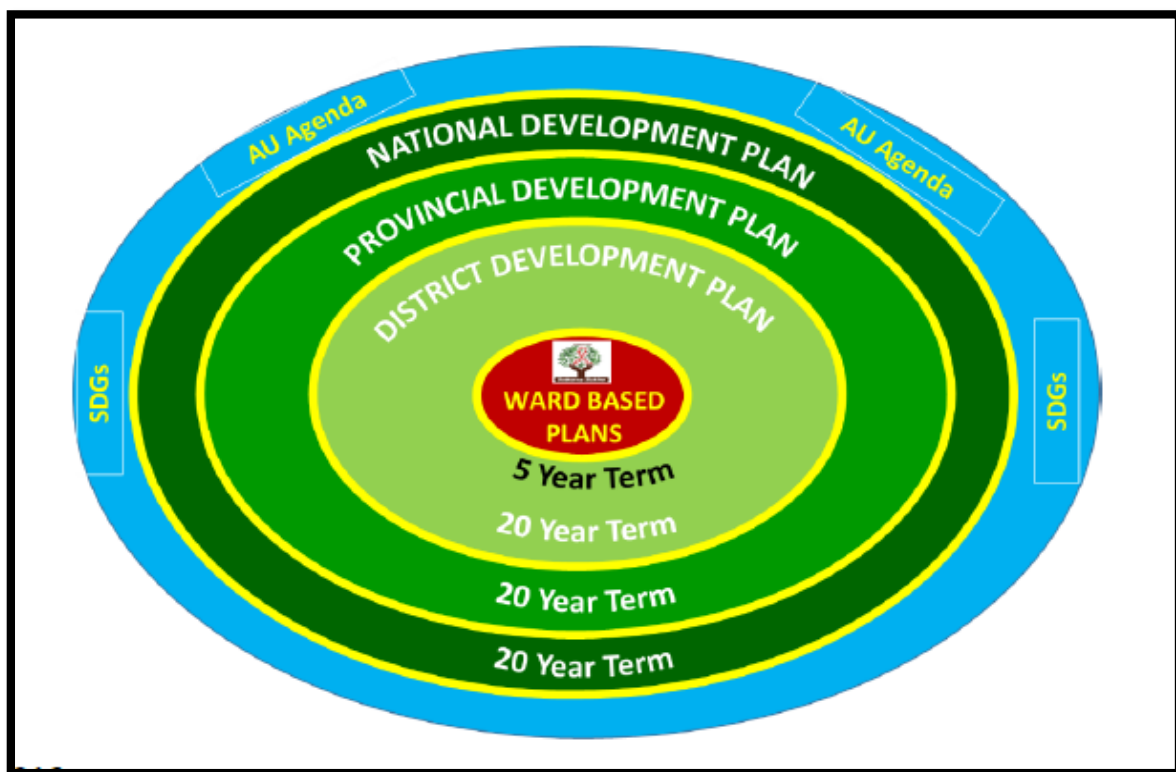 AU Agenda
AU Agenda
NATIONAL DEVELOPMENT PLAN
PROVINCIAL DEVELOPMENT PLAN
DISTRICT DEVELOPMENT PLAN
SDGs
SDGs
WARD BASED
PLANS
5 Year Term
20 Year Term
20 Year Term
20 Year Term